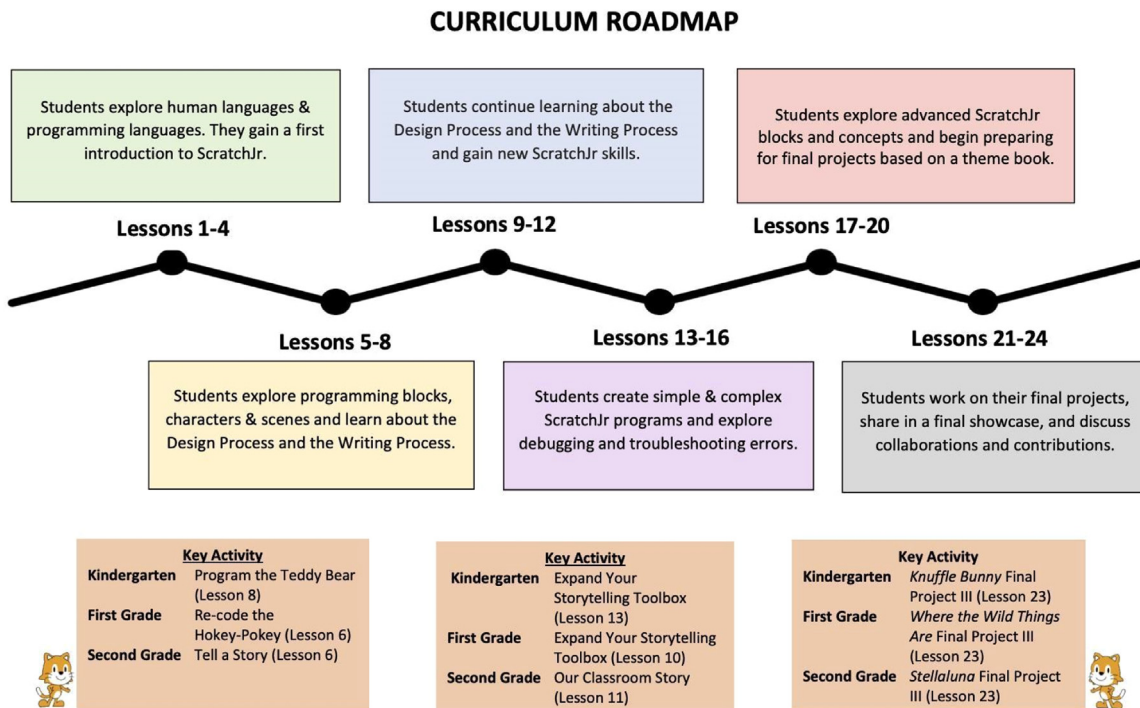 CURRICULUM ROADMAP
Students explore human languages &
programming languages. They gain a first
introduction to ScratchJr.
Students continue learning about the
Design Process and the Writing Process
and gain new ScratchJr skills.
Students explore advanced ScratchJr
blocks and concepts and begin preparing
for final projects based on a theme book.
Lessons 1-4
Lessons 9-12
Lessons 17-20
Lessons 5-8
Lessons 13-16
Lessons 21-24
Students explore programming blocks,
characters & scenes and learn about the
Design Process and the Writing Process.
Students create simple & complex
ScratchJr programs and explore
debugging and troubleshooting errors.
Students work on their final projects,
share in a final showcase, and discuss
collaborations and contributions.
Key Activity
Kindergarten Program the Teddy Bear
(Lesson 8)
First Grade Re-code the
Hokey-Pokey (Lesson 6)
Second Grade Tell a Story (Lesson 6)
Key Activity
Kindergarten Expand Your
Storytelling Toolbox
(Lesson 13)
First Grade Expand Your Storytelling
Toolbox (Lesson 10)
Second Grade Our Classroom Story
(Lesson 11)
Key Activity
Kindergarten Knuffle Bunny Final
Project III (Lesson 23)
First Grade Where the Wild Things
Are Final Project III
(Lesson 23)
Second Grade Stellaluna Final Project
III (Lesson 23)